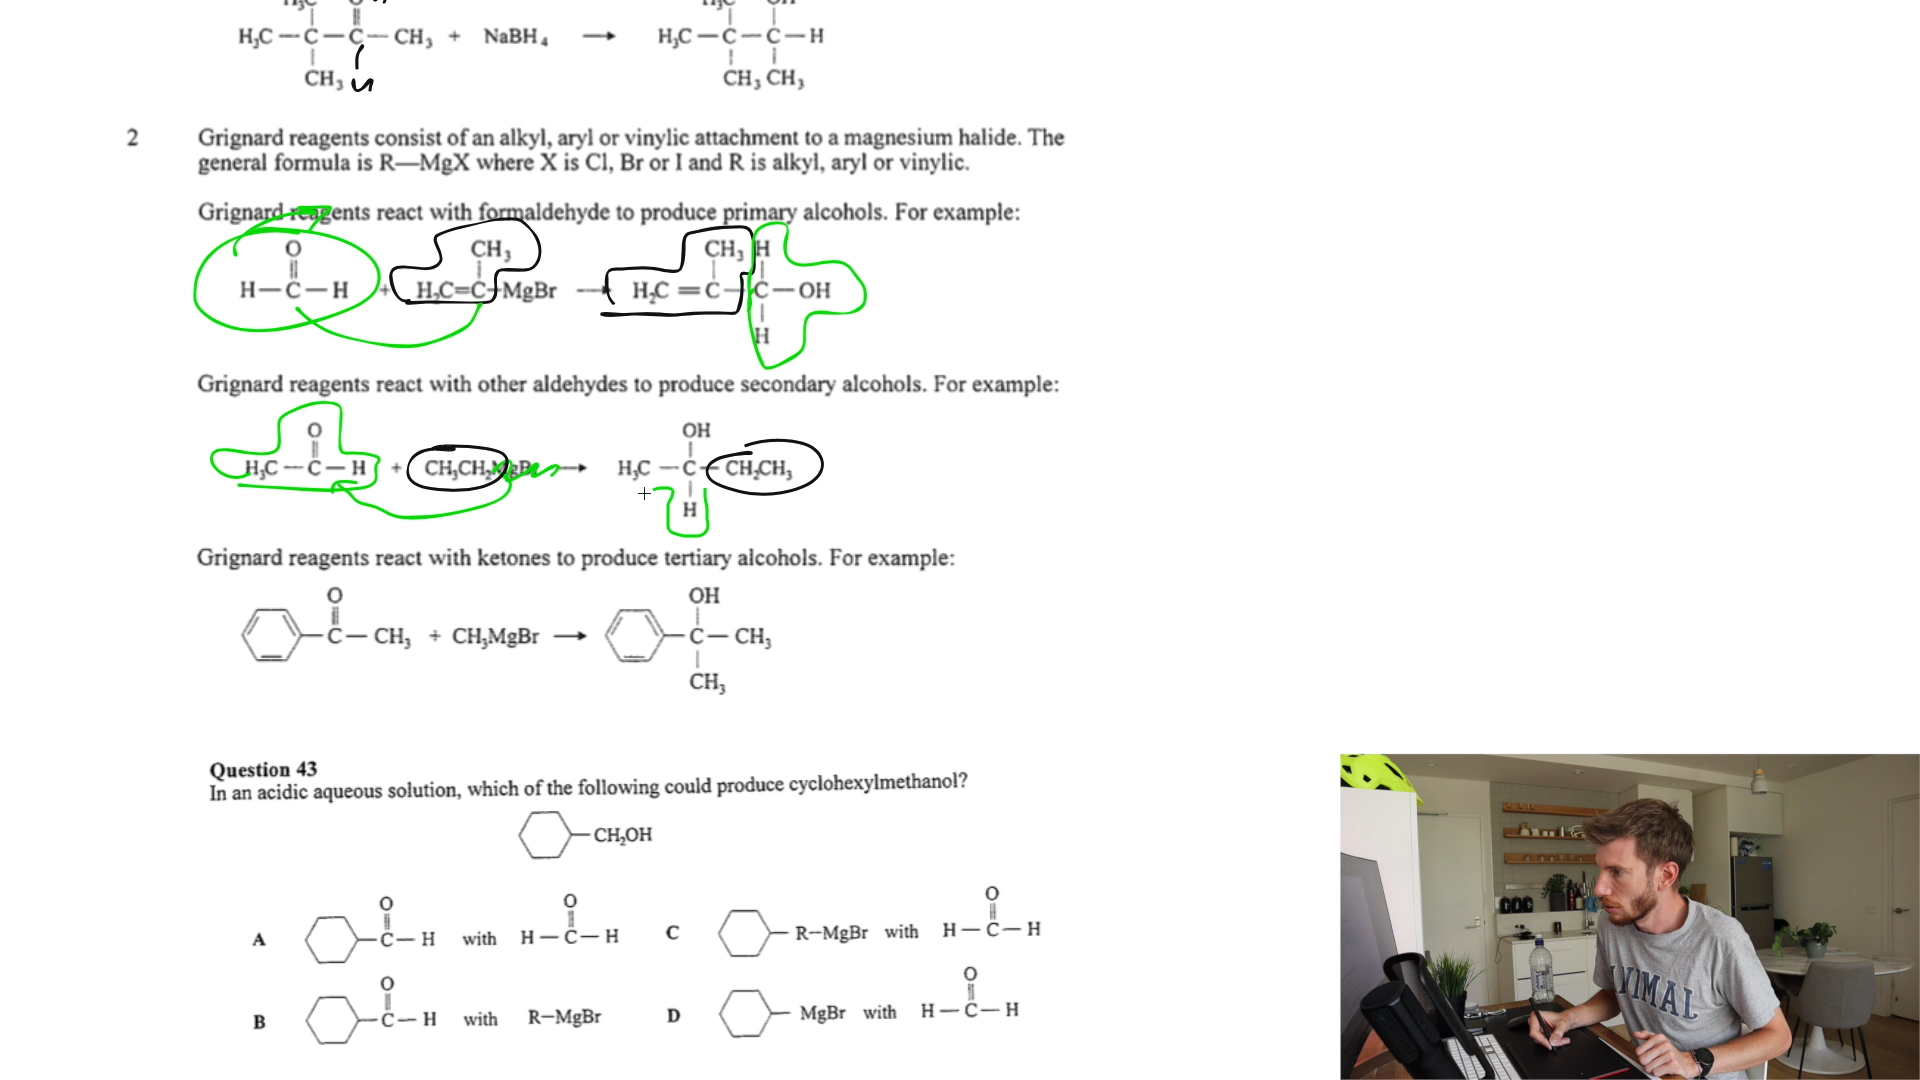 H₃C OH
H₃C — C — C — CH₃ + NaBH₄ → H₃C — C — C — H
CH₃ CH₃ CH₃
2 Grignard reagents consist of an alkyl, aryl or vinylic attachment to a magnesium halide. The
general formula is R—MgX where X is Cl, Br or I and R is alkyl, aryl or vinylic.
Grignard reagents react with formaldehyde to produce primary alcohols. For example:
O CH₃ CH₃ H
H — C — H + H₂C=C–MgBr → H₂C = C — C — OH
H
Grignard reagents react with other aldehydes to produce secondary alcohols. For example:
O OH
H₃C — C — H + CH₃CH₂MgBr → H₃C — C — CH₂CH₃
H
Grignard reagents react with ketones to produce tertiary alcohols. For example:
O OH
C — CH₃ + CH₃MgBr → C — CH₃
CH₃
Question 43
In an acidic aqueous solution, which of the following could produce cyclohexylmethanol?
CH₂OH
O O
A C — H with H — C — H
O
B C — H with R–MgBr
O
C R–MgBr with H — C — H
O
D MgBr with H — C — H